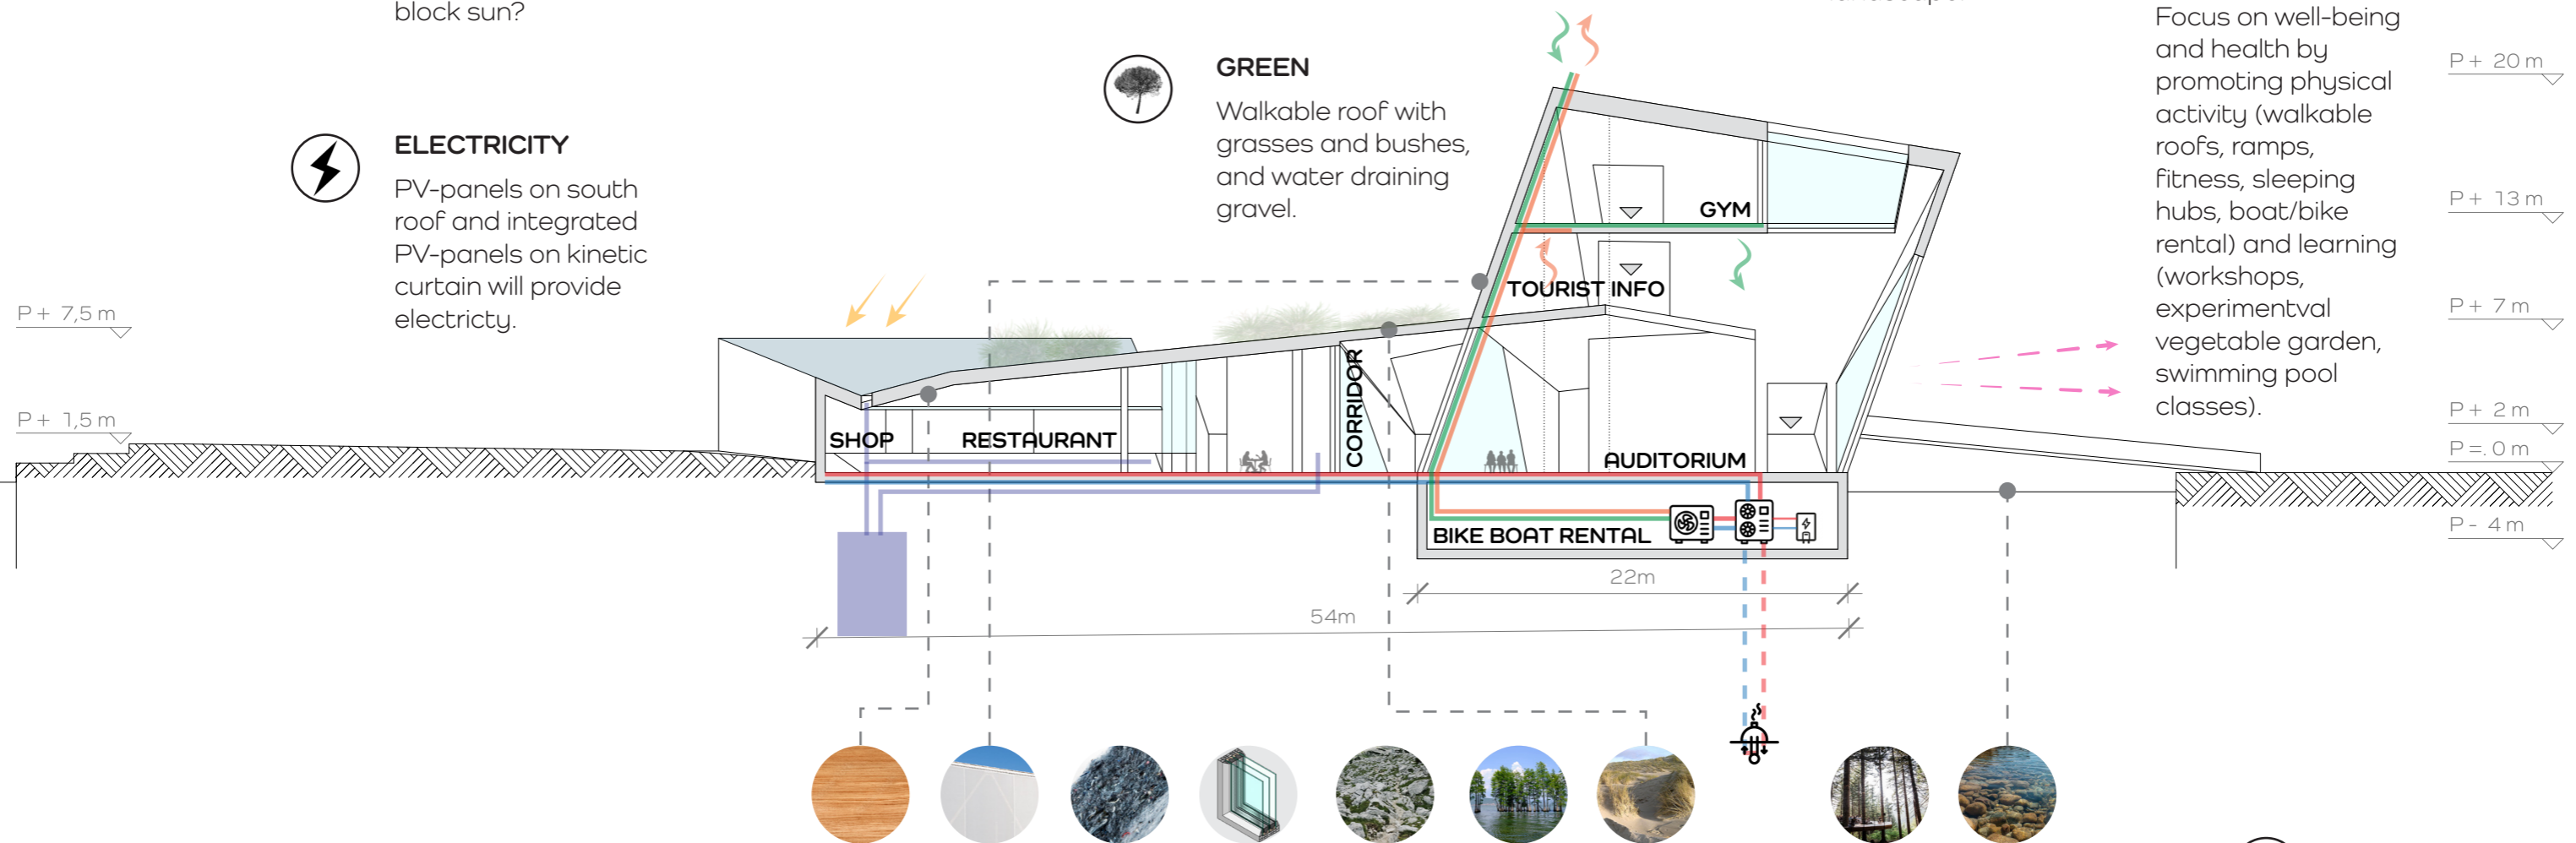 block sun?
ELECTRICITY
PV-panels on south
roof and integrated
PV-panels on kinetic
curtain will provide
electricty.
GREEN
Walkable roof with
grasses and bushes,
and water draining
gravel.
Focus on well-being
and health by
promoting physical
activity (walkable
roofs, ramps,
fitness, sleeping
hubs, boat/bike
rental) and learning
(workshops,
experimentval
vegetable garden,
swimming pool
classes).
P + 7,5 m
P + 1,5 m
P + 20 m
P + 13 m
P + 7 m
P + 2 m
P =. 0 m
P - 4 m
GYM
TOURIST INFO
CORRIDOR
SHOP
RESTAURANT
AUDITORIUM
BIKE BOAT RENTAL
22m
54m